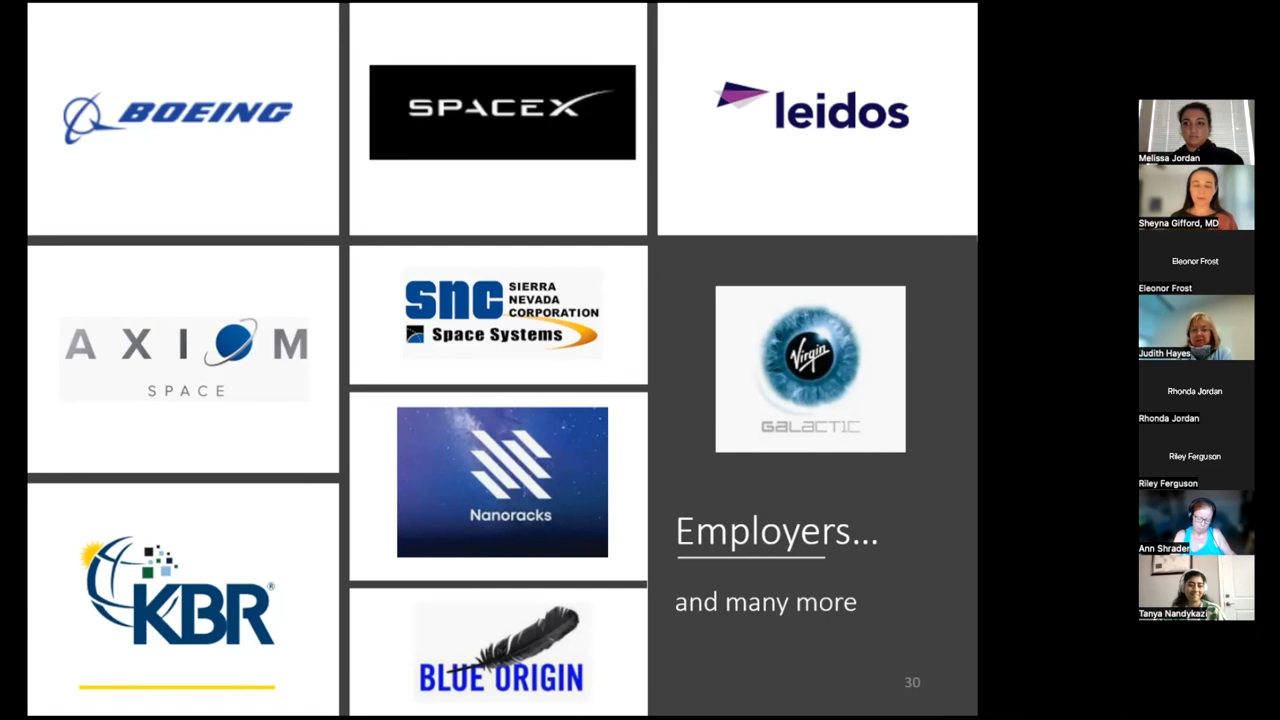 BOEING
SPACEX
leidos
AXIOM
SPACE
snc SIERRA
NEVADA
CORPORATION
Space Systems
Virgin
GALACTIC
Nanoracks
KBR®
BLUE ORIGIN
Employers...
and many more
30
Melissa Jordan
Sheyna Gifford, MD
Eleonor Frost
Eleonor Frost
Judith Hayes
Rhonda Jordan
Rhonda Jordan
Riley Ferguson
Riley Ferguson
Ann Shrader
Tanya Nandykazi